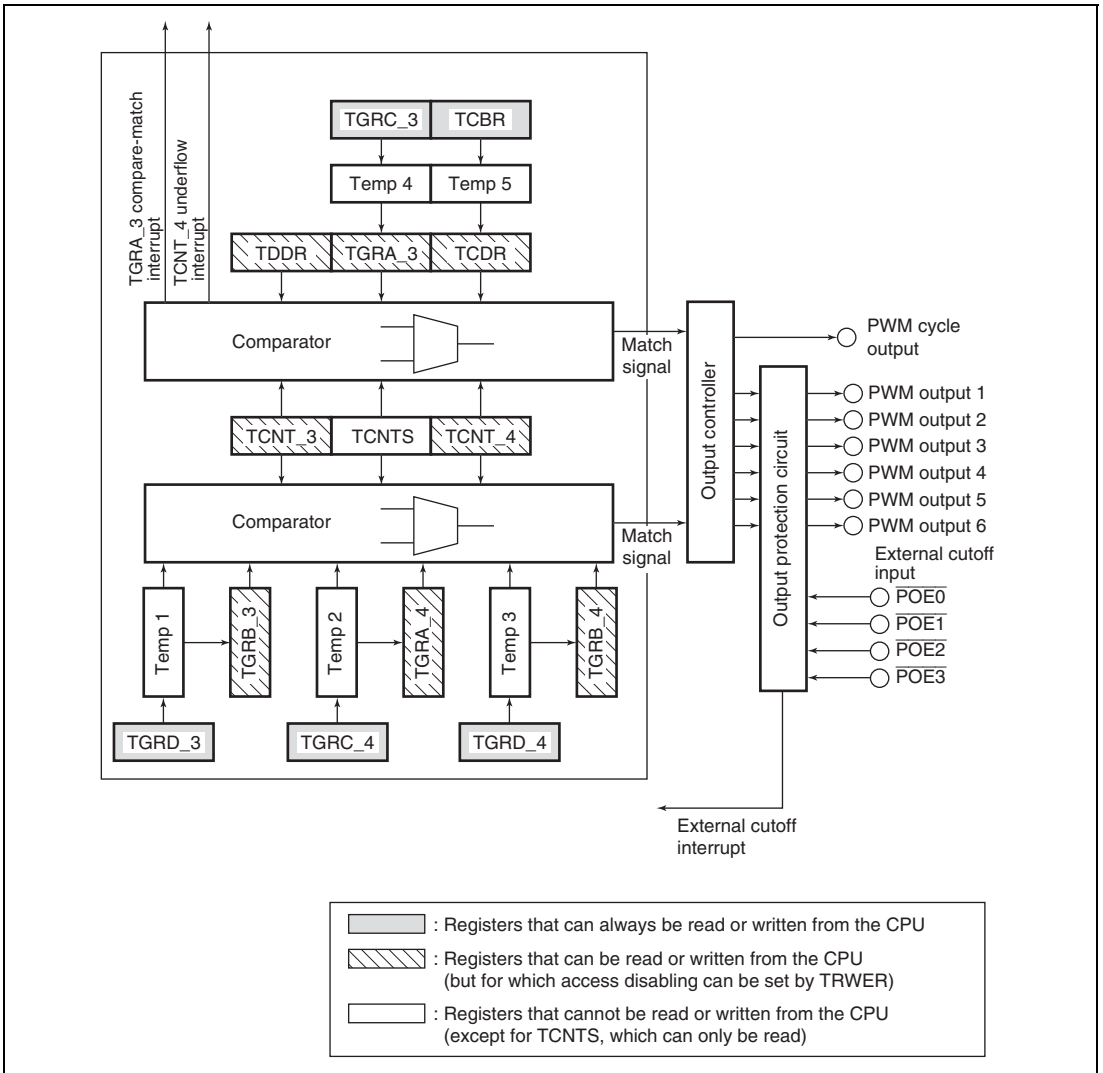 TGRA_3 compare-match
interrupt
TCNT_4 underflow
interrupt
TGRC_3
TCBR
Temp 4
Temp 5
TDDR
TGRA_3
TCDR
Comparator
Match
signal
TCNT_3
TCNTS
TCNT_4
Comparator
Match
signal
Temp 1
TGRB_3
Temp 2
TGRA_4
Temp 3
TGRB_4
TGRD_3
TGRC_4
TGRD_4
Output controller
Output protection circuit
PWM cycle
output
PWM output 1
PWM output 2
PWM output 3
PWM output 4
PWM output 5
PWM output 6
External cutoff
input
POE0
POE1
POE2
POE3
External cutoff
interrupt
: Registers that can always be read or written from the CPU
: Registers that can be read or written from the CPU
(but for which access disabling can be set by TRWER)
: Registers that cannot be read or written from the CPU
(except for TCNTS, which can only be read)